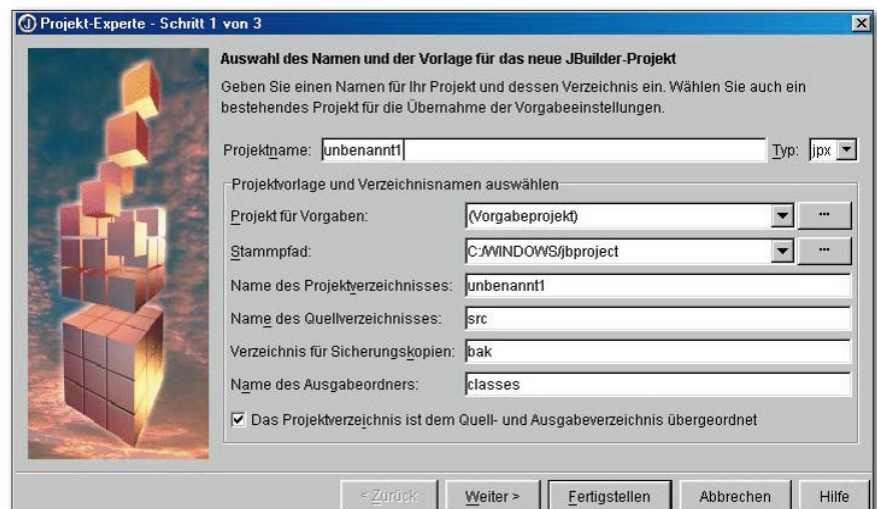 Projekt-Experte - Schritt 1 von 3
Auswahl des Namen und der Vorlage für das neue JBuilder-Projekt
Geben Sie einen Namen für Ihr Projekt und dessen Verzeichnis ein. Wählen Sie auch ein
bestehendes Projekt für die Übernahme der Vorgabeeinstellungen.
Projektname: unbenannt1 Typ: jpx
Projektvorlage und Verzeichnisnamen auswählen
Projekt für Vorgaben: (Vorgabeprojekt) ...
Stammpfad: C:/WINDOWS/jbproject ...
Name des Projektverzeichnisses: unbenannt1
Name des Quellverzeichnisses: src
Verzeichnis für Sicherungskopien: bak
Name des Ausgabeordners: classes
Das Projektverzeichnis ist dem Quell- und Ausgabeverzeichnis übergeordnet
< Zurück Weiter > Fertigstellen Abbrechen Hilfe